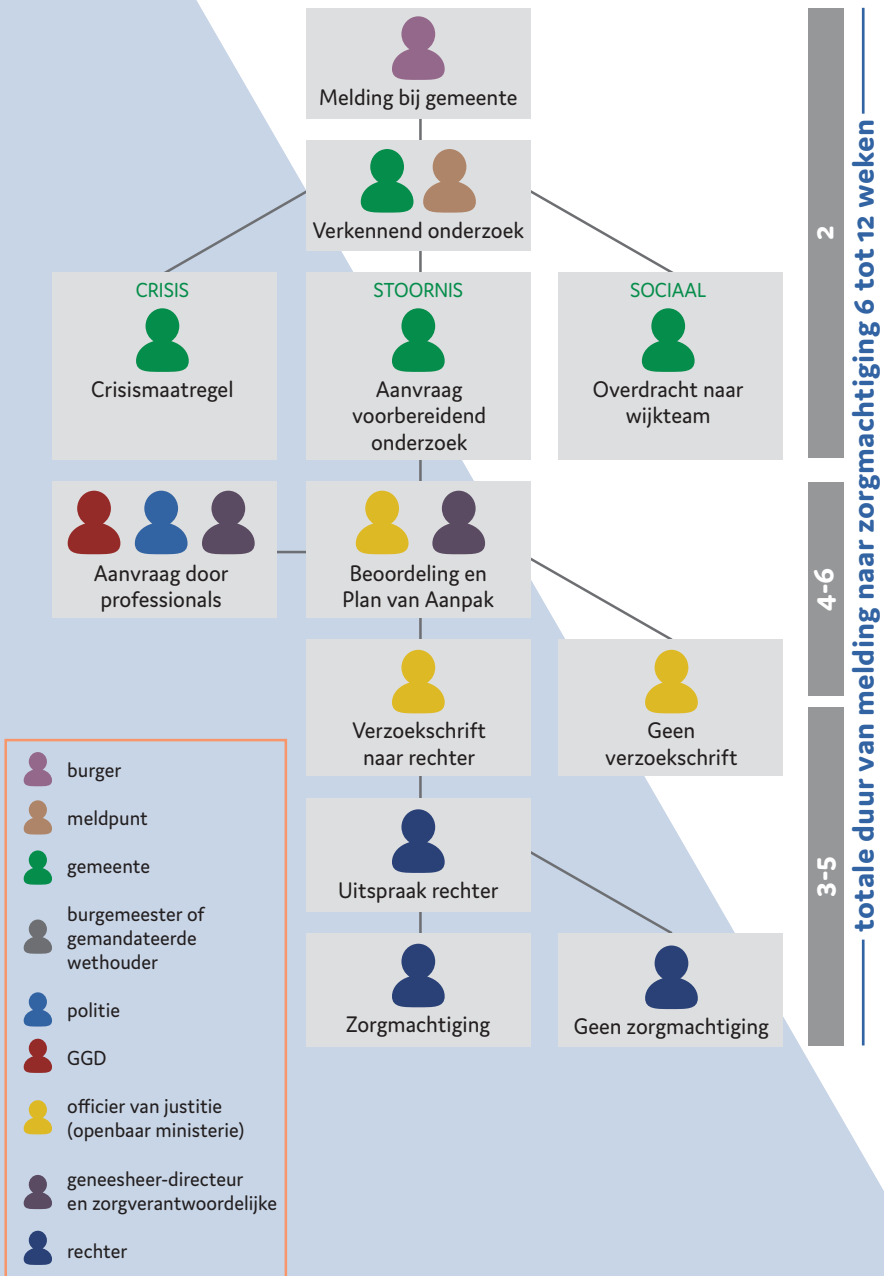 Melding bij gemeente
Verkennend onderzoek
CRISIS
Crisismaatregel
STOORNIS
Aanvraag
voorbereidend
onderzoek
SOCIAAL
Overdracht naar
wijkteam
Aanvraag door
professionals
Beoordeling en
Plan van Aanpak
Verzoekschrift
naar rechter
Geen
verzoekschrift
Uitspraak rechter
Zorgmachtiging
Geen zorgmachtiging
2
4-6
3-5
totale duur van melding naar zorgmachtiging 6 tot 12 weken
burger
meldpunt
gemeente
burgemeester of
gemandateerde
wethouder
politie
GGD
officier van justitie
(openbaar ministerie)
geneesheer-directeur
en zorgverantwoordelijke
rechter